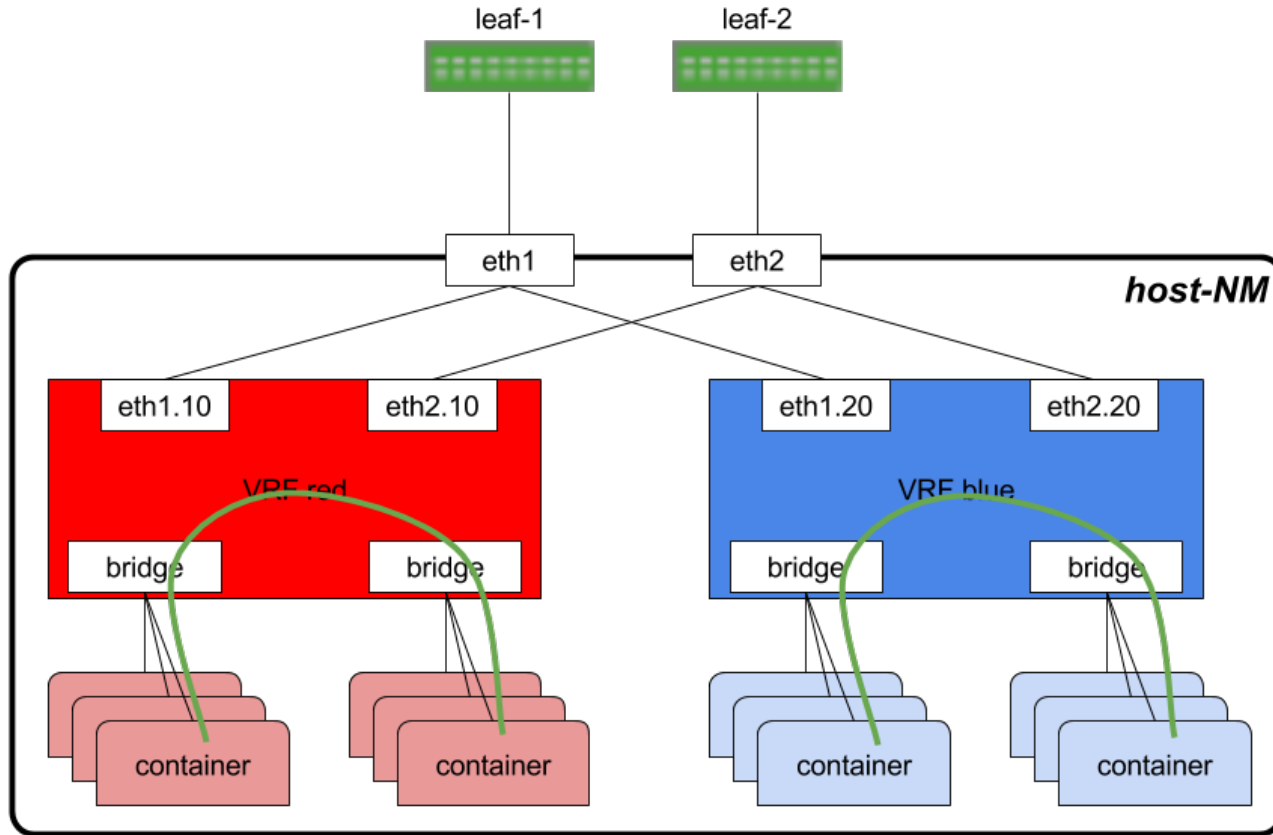 leaf-1
leaf-2
eth1
eth2
host-NM
eth1.10
eth2.10
eth1.20
eth2.20
VRF red
VRF blue
bridge
bridge
bridge
bridge
container
container
container
container